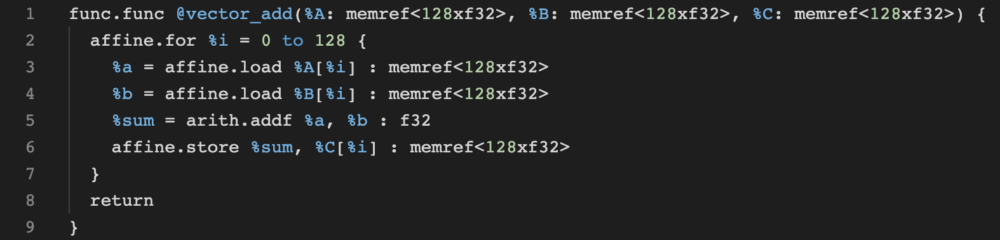 1 func.func @vector_add(%A: memref<128xf32>, %B: memref<128xf32>, %C: memref<128xf32>) {
2   affine.for %i = 0 to 128 {
3     %a = affine.load %A[%i] : memref<128xf32>
4     %b = affine.load %B[%i] : memref<128xf32>
5     %sum = arith.addf %a, %b : f32
6     affine.store %sum, %C[%i] : memref<128xf32>
7   }
8   return
9 }